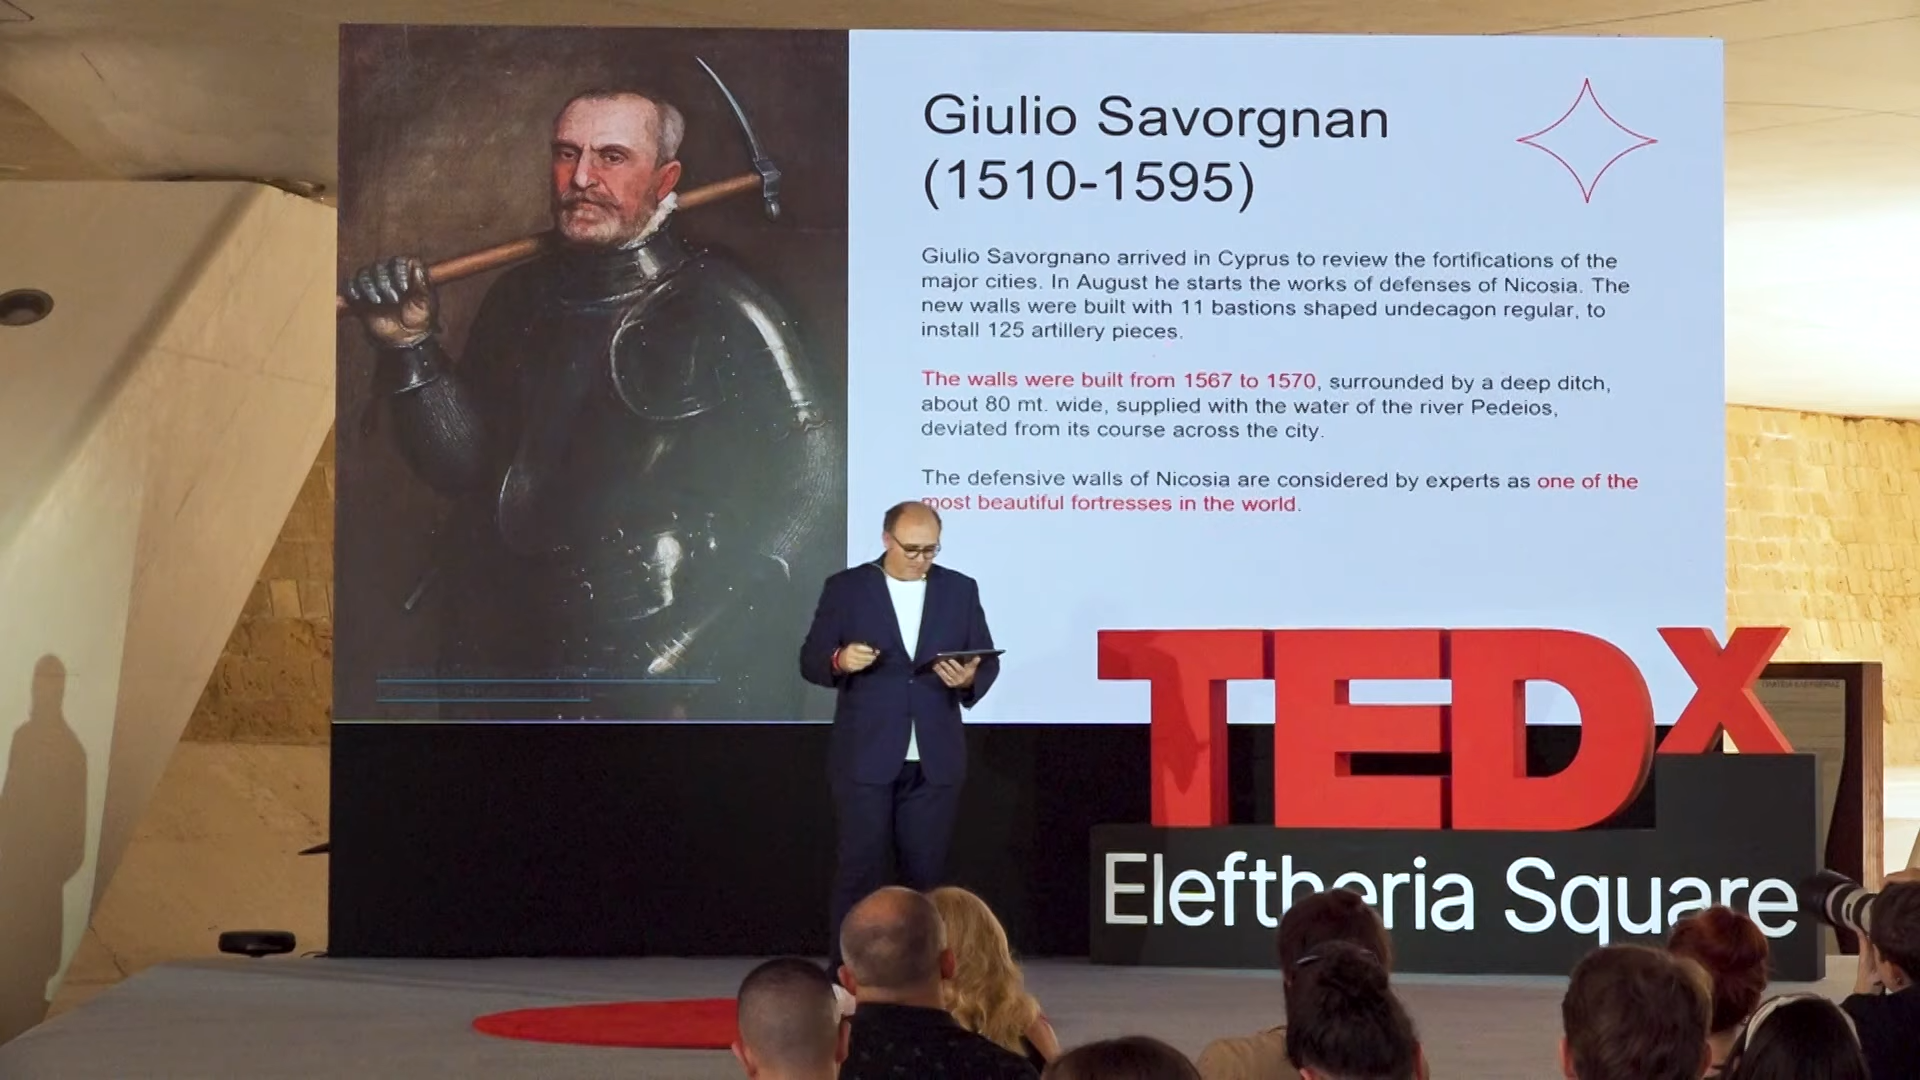 Giulio Savorgnan
(1510-1595)
Giulio Savorgnano arrived in Cyprus to review the fortifications of the
major cities. In August he starts the works of defenses of Nicosia. The
new walls were built with 11 bastions shaped undecagon regular, to
install 125 artillery pieces.
The walls were built from 1567 to 1570, surrounded by a deep ditch,
about 80 mt. wide, supplied with the water of the river Pedeios,
deviated from its course across the city.
The defensive walls of Nicosia are considered by experts as one of the
most beautiful fortresses in the world.
TEDx
Eleftheria Square